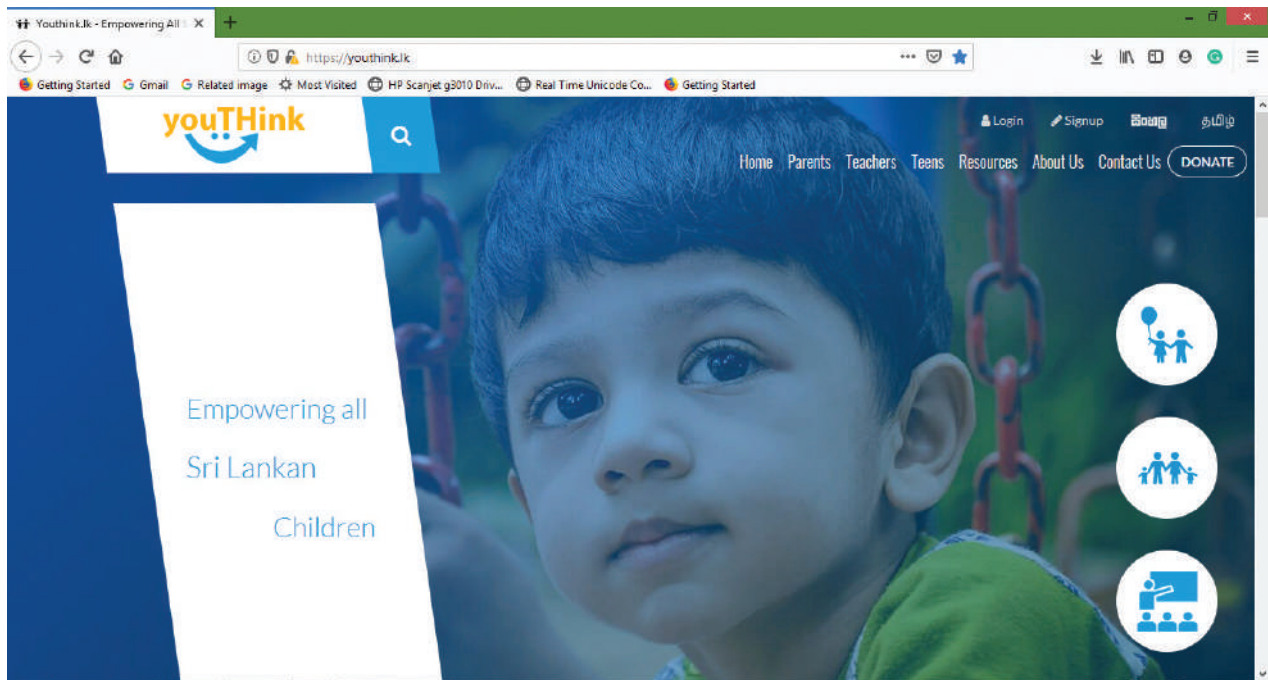 Youthink.lk - Empowering All S
https://youthink.lk
Getting Started Gmail Related image Most Visited HP Scanjet g3010 Driv... Real Time Unicode Co... Getting Started
youTHink
Login Signup සිංහල தமிழ்
Home Parents Teachers Teens Resources About Us Contact Us DONATE
Empowering all
Sri Lankan
Children